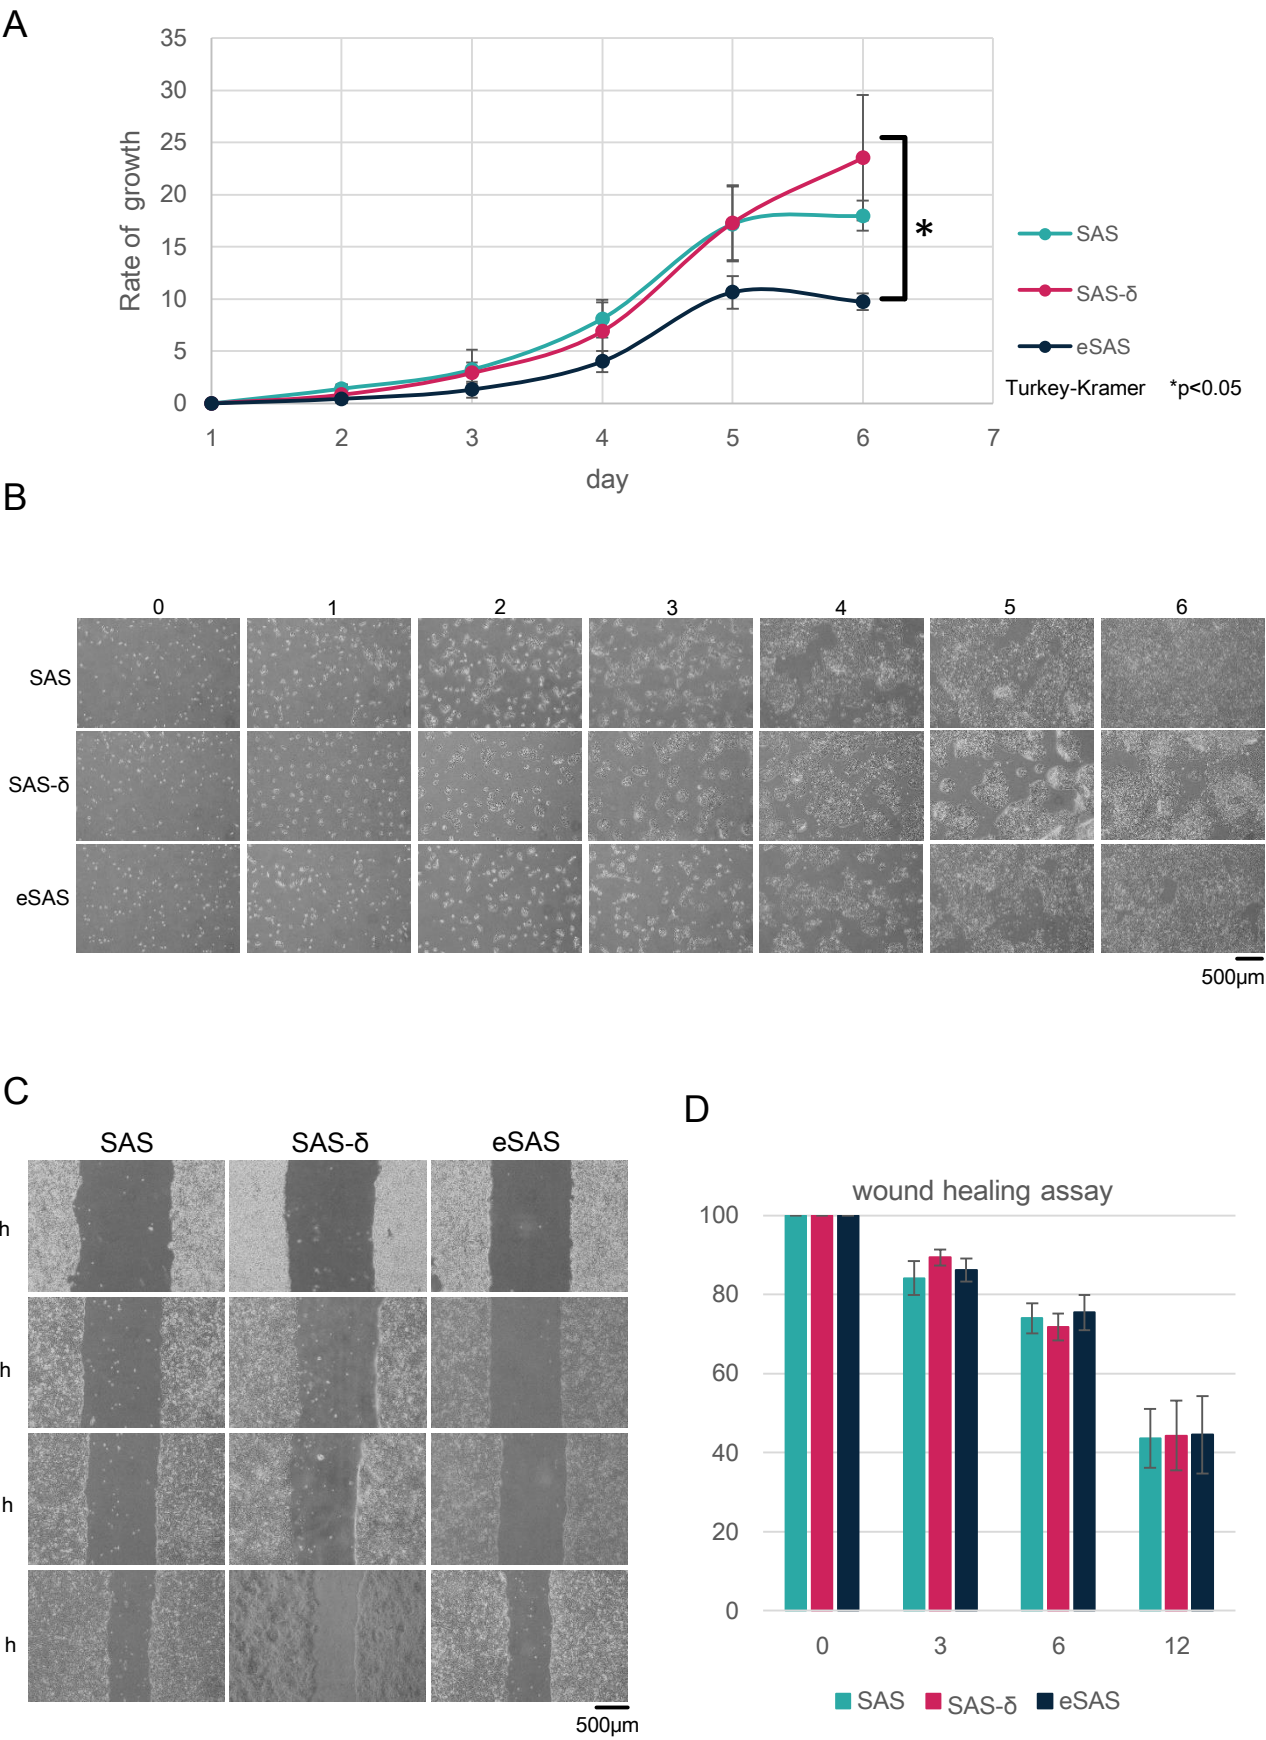 A
35
30
25
20
15
10
5
0
Rate of growth
1 2 3 4 5 6 7
day
*
SAS
SAS-δ
eSAS
Turkey-Kramer *p<0.05
B
0 1 2 3 4 5 6
SAS
SAS-δ
eSAS
500μm
C
SAS SAS-δ eSAS
h
h
h
h
500μm
D
wound healing assay
100
80
60
40
20
0
0 3 6 12
SAS SAS-δ eSAS